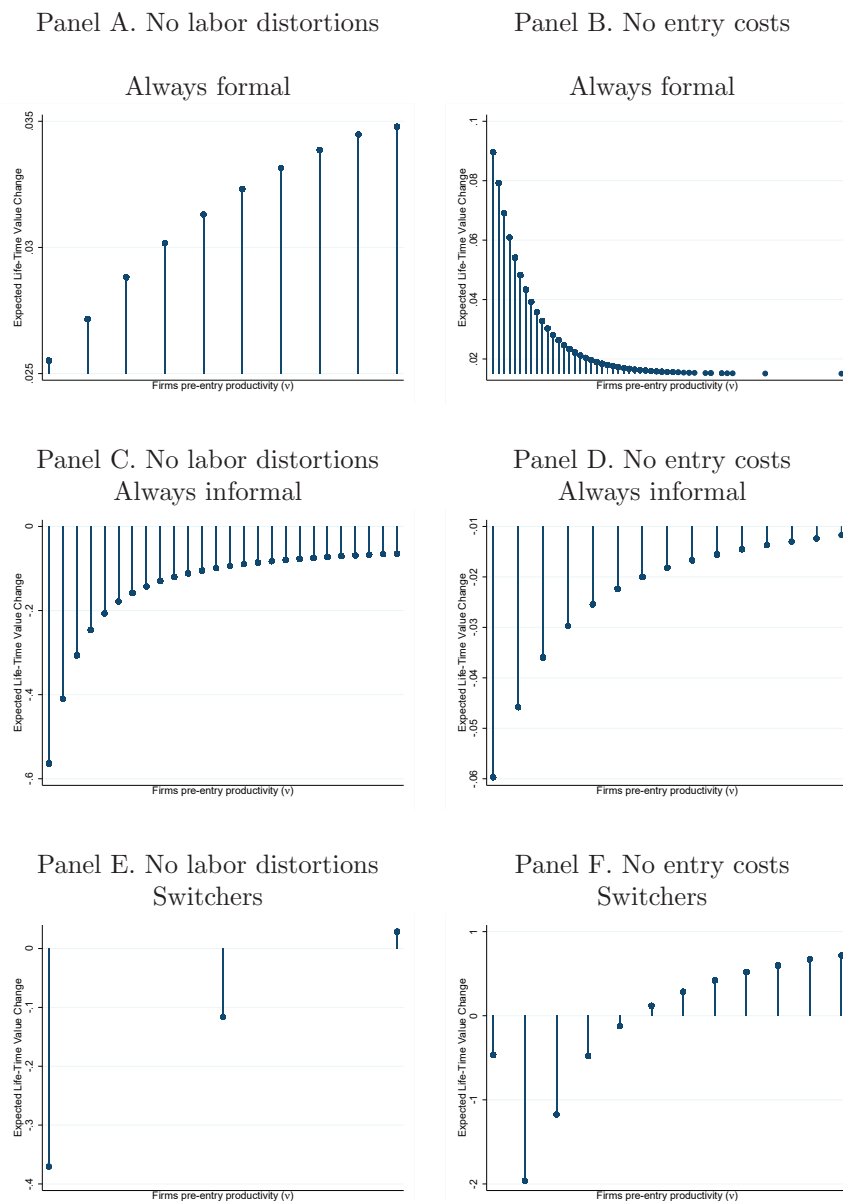 Panel A. No labor distortions
Always formal
Expected Life-Time Value Change
.035
.03
.025
Firms pre-entry productivity (v)
Panel B. No entry costs
Always formal
Expected Life-Time Value Change
.1
.08
.06
.04
.02
Firms pre-entry productivity (v)
Panel C. No labor distortions
Always informal
Expected Life-Time Value Change
0
-.2
-.4
-.6
Firms pre-entry productivity (v)
Panel D. No entry costs
Always informal
Expected Life-Time Value Change
-.01
-.02
-.03
-.04
-.05
-.06
Firms pre-entry productivity (v)
Panel E. No labor distortions
Switchers
Expected Life-Time Value Change
0
-.1
-.2
-.3
-.4
Firms pre-entry productivity (v)
Panel F. No entry costs
Switchers
Expected Life-Time Value Change
1
0
-1
-2
Firms pre-entry productivity (v)